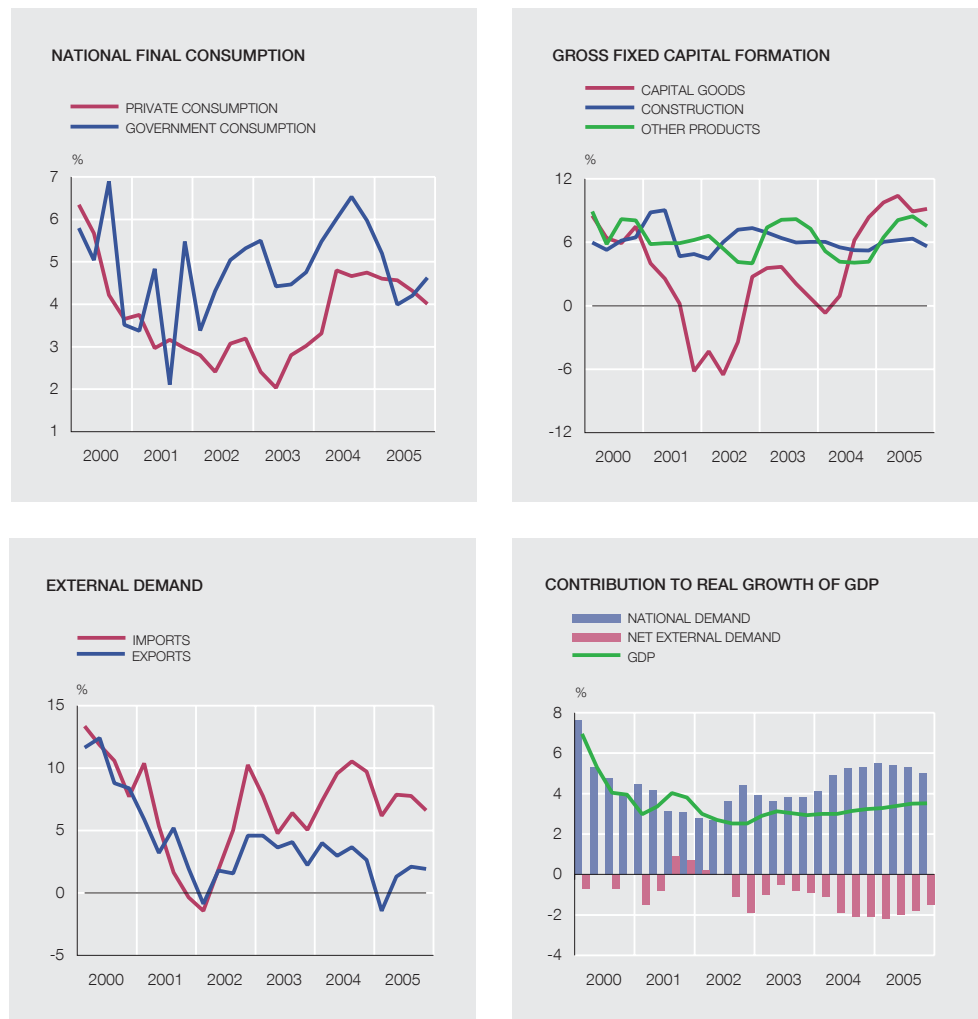 NATIONAL FINAL CONSUMPTION
PRIVATE CONSUMPTION
GOVERNMENT CONSUMPTION
%
7
6
5
4
3
2
1
2000 2001 2002 2003 2004 2005
GROSS FIXED CAPITAL FORMATION
CAPITAL GOODS
CONSTRUCTION
OTHER PRODUCTS
%
12
6
0
-6
-12
2000 2001 2002 2003 2004 2005
EXTERNAL DEMAND
IMPORTS
EXPORTS
%
15
10
5
0
-5
2000 2001 2002 2003 2004 2005
CONTRIBUTION TO REAL GROWTH OF GDP
NATIONAL DEMAND
NET EXTERNAL DEMAND
GDP
%
8
6
4
2
0
-2
-4
2000 2001 2002 2003 2004 2005